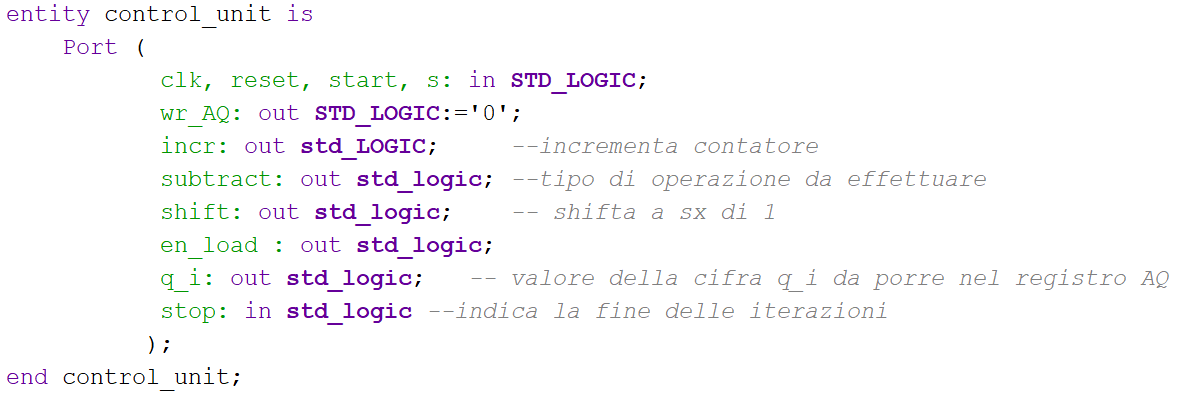 entity control_unit is
Port (
clk, reset, start, s: in STD_LOGIC;
wr_AQ: out STD_LOGIC:='0';
incr: out std_LOGIC; --incrementa contatore
subtract: out std_logic; --tipo di operazione da effettuare
shift: out std_logic; -- shifta a sx di 1
en_load : out std_logic;
q_i: out std_logic; -- valore della cifra q_i da porre nel registro AQ
stop: in std_logic --indica la fine delle iterazioni
);
end control_unit;